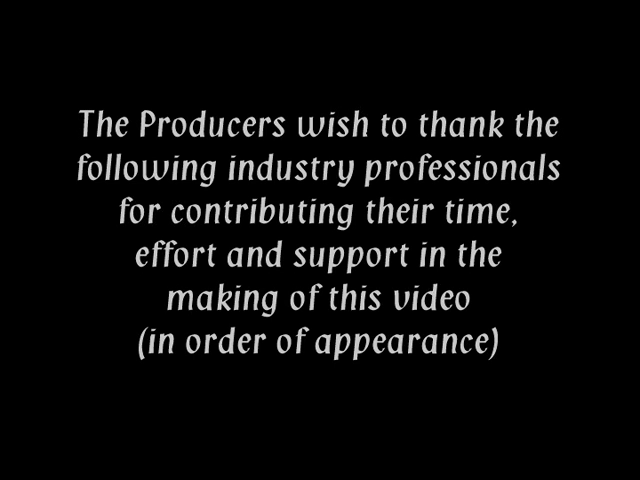 The Producers wish to thank the
following industry professionals
for contributing their time,
effort and support in the
making of this video
(in order of appearance)